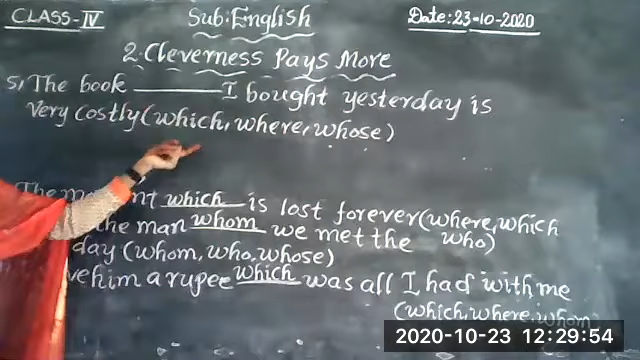 CLASS-IV
Sub:English
Date:23-10-2020
2. Cleverness Pays More
5, The book ______ I bought yesterday is
very costly (which, where, whose)
The m nt which is lost forever (where, which
the man whom we met the who)
day (whom, who, whose)
ve him a rupee which was all I had with me
(which, where, whom
2020-10-23 12:29:54